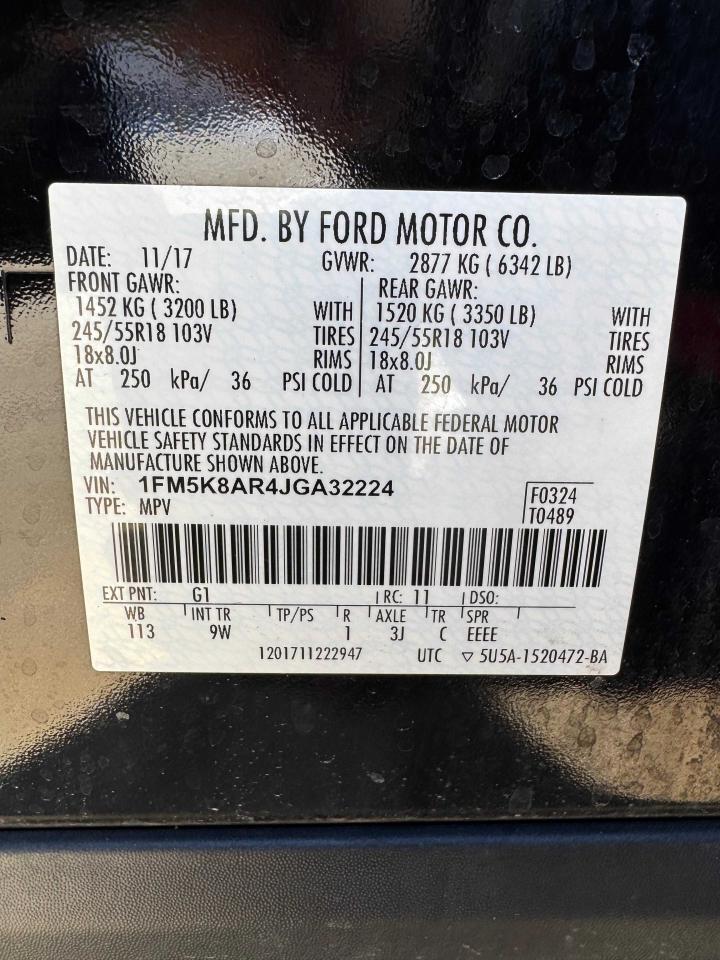 MFD. BY FORD MOTOR CO.
DATE: 11/17 GVWR: 2877 KG ( 6342 LB)
FRONT GAWR: REAR GAWR:
1452 KG ( 3200 LB) WITH 1520 KG ( 3350 LB) WITH
245/55R18 103V TIRES 245/55R18 103V TIRES
18x8.0J RIMS 18x8.0J RIMS
AT 250 kPa/ 36 PSI COLD AT 250 kPa/ 36 PSI COLD
THIS VEHICLE CONFORMS TO ALL APPLICABLE FEDERAL MOTOR
VEHICLE SAFETY STANDARDS IN EFFECT ON THE DATE OF
MANUFACTURE SHOWN ABOVE.
VIN: 1FM5K8AR4JGA32224 F0324
TYPE: MPV T0489
EXT PNT: G1 RC: 11 DSO:
WB INT TR TP/PS R AXLE TR SPR
113 9W 1 3J C EEEE
1201711222947 UTC ▽ 5U5A-1520472-BA